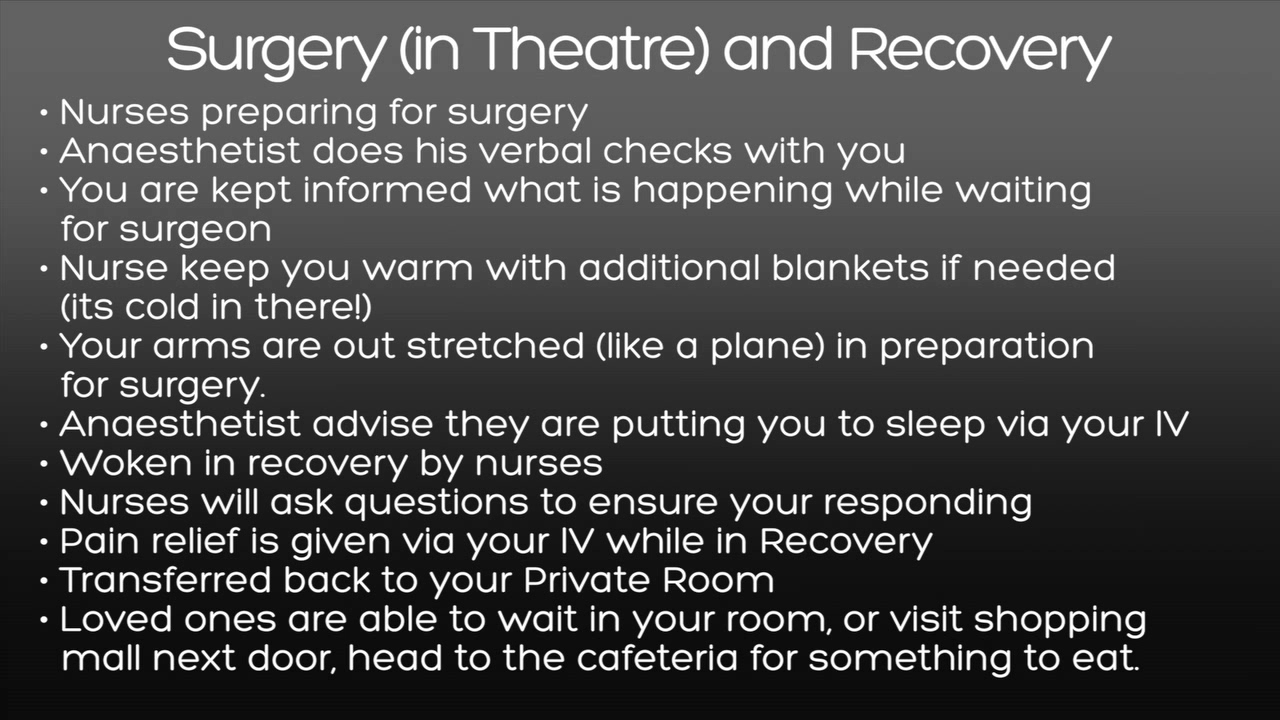 Surgery (in Theatre) and Recovery
• Nurses preparing for surgery
• Anaesthetist does his verbal checks with you
• You are kept informed what is happening while waiting
for surgeon
• Nurse keep you warm with additional blankets if needed
(its cold in there!)
• Your arms are out stretched (like a plane) in preparation
for surgery.
• Anaesthetist advise they are putting you to sleep via your IV
• Woken in recovery by nurses
• Nurses will ask questions to ensure your responding
• Pain relief is given via your IV while in Recovery
• Transferred back to your Private Room
• Loved ones are able to wait in your room, or visit shopping
mall next door, head to the cafeteria for something to eat.